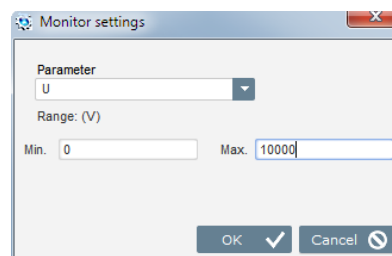 Monitor settings
Parameter
U
Range: (V)
Min. 0 Max. 10000
OK Cancel